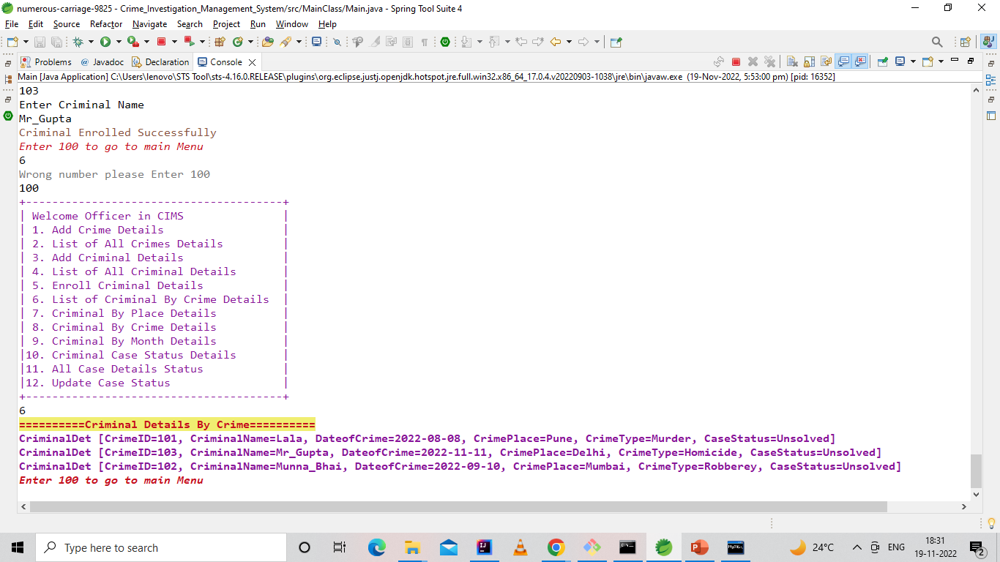 numerous-carriage-9825 - Crime_Investigation_Management_System/src/MainClass/Main.java - Spring Tool Suite 4
File Edit Source Refactor Navigate Search Project Run Window Help
Problems @ Javadoc Declaration Console
Main [Java Application] C:\Users\lenovo\STS Tool\sts-4.16.0.RELEASE\plugins\org.eclipse.justj.openjdk.hotspot.jre.full.win32.x86_64_17.0.4.v20220903-1038\jre\bin\javaw.exe (19-Nov-2022, 5:53:00 pm) [pid: 16352]
103
Enter Criminal Name
Mr_Gupta
Criminal Enrolled Successfully
Enter 100 to go to main Menu
6
Wrong number please Enter 100
100
+---------------------------------------+
| Welcome Officer in CIMS |
| 1. Add Crime Details |
| 2. List of All Crimes Details |
| 3. Add Criminal Details |
| 4. List of All Criminal Details |
| 5. Enroll Criminal Details |
| 6. List of Criminal By Crime Details |
| 7. Criminal By Place Details |
| 8. Criminal By Crime Details |
| 9. Criminal By Month Details |
|10. Criminal Case Status Details |
|11. All Case Details Status |
|12. Update Case Status |
+---------------------------------------+
6
==========Criminal Details By Crime==========
CriminalDet [CrimeID=101, CriminalName=Lala, DateofCrime=2022-08-08, CrimePlace=Pune, CrimeType=Murder, CaseStatus=Unsolved]
CriminalDet [CrimeID=103, CriminalName=Mr_Gupta, DateofCrime=2022-11-11, CrimePlace=Delhi, CrimeType=Homicide, CaseStatus=Unsolved]
CriminalDet [CrimeID=102, CriminalName=Munna_Bhai, DateofCrime=2022-09-10, CrimePlace=Mumbai, CrimeType=Robberey, CaseStatus=Unsolved]
Enter 100 to go to main Menu
Type here to search
24°C
ENG
18:31
19-11-2022
2